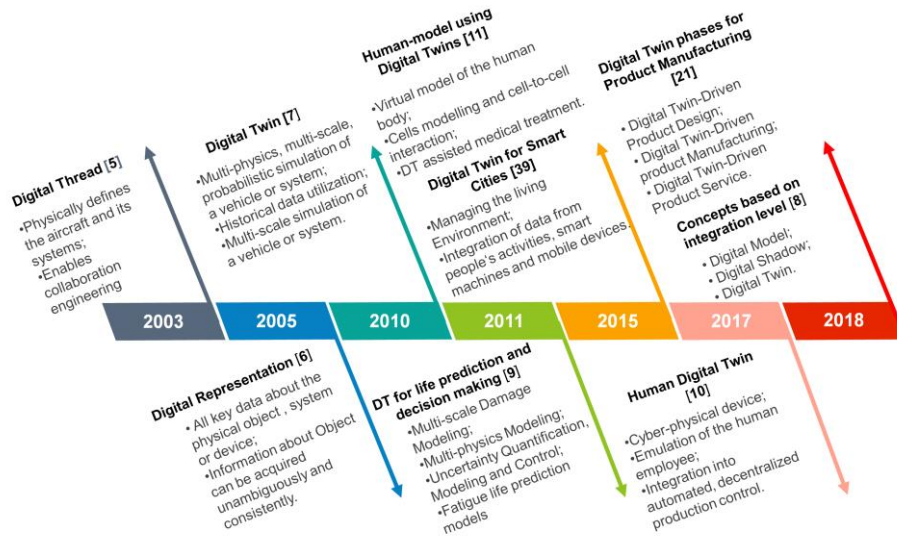 Digital Thread [5]
•Physically defines
the aircraft and its
systems;
•Enables
collaboration
engineering
Digital Twin [7]
•Multi-physics, multi-scale,
probabilistic simulation of
a vehicle or system;
•Historical data utilization;
•Multi-scale simulation of
a vehicle or system.
Human-model using
Digital Twins [11]
•Virtual model of the human
body;
•Cells modelling and cell-to-cell
interaction;
•DT assisted medical treatment.
Digital Twin for Smart
Cities [39]
•Managing the living
Environment;
•Integration of data from
people's activities, smart
machines and mobile devices.
Digital Twin phases for
Product Manufacturing
[21]
• Digital Twin-Driven
Product Design;
• Digital Twin-Driven
product Manufacturing;
• Digital Twin-Driven
Product Service.
Concepts based on
integration level [8]
• Digital Model;
• Digital Shadow;
• Digital Twin.
2003
2005
2010
2011
2015
2017
2018
Digital Representation [6]
• All key data about the
physical object , system
or device;
• Information about Object
can be acquired
unambiguously and
consistently.
DT for life prediction and
decision making [9]
•Multi-scale Damage
Modeling;
•Multi-physics Modeling;
•Uncertainty Quantification,
Modeling and Control;
•Fatigue life prediction
models
Human Digital Twin
[10]
•Cyber-physical device;
•Emulation of the human
employee;
•Integration into
automated, decentralized
production control.